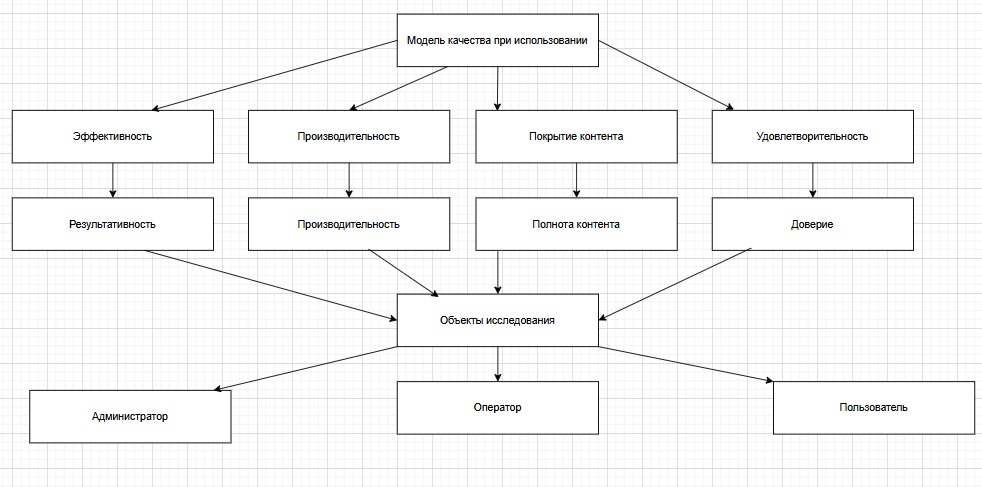 Модель качества при использовании
Эффективность
Производительность
Покрытие контента
Удовлетворительность
Результативность
Производительность
Полнота контента
Доверие
Объекты исследования
Администратор
Оператор
Пользователь